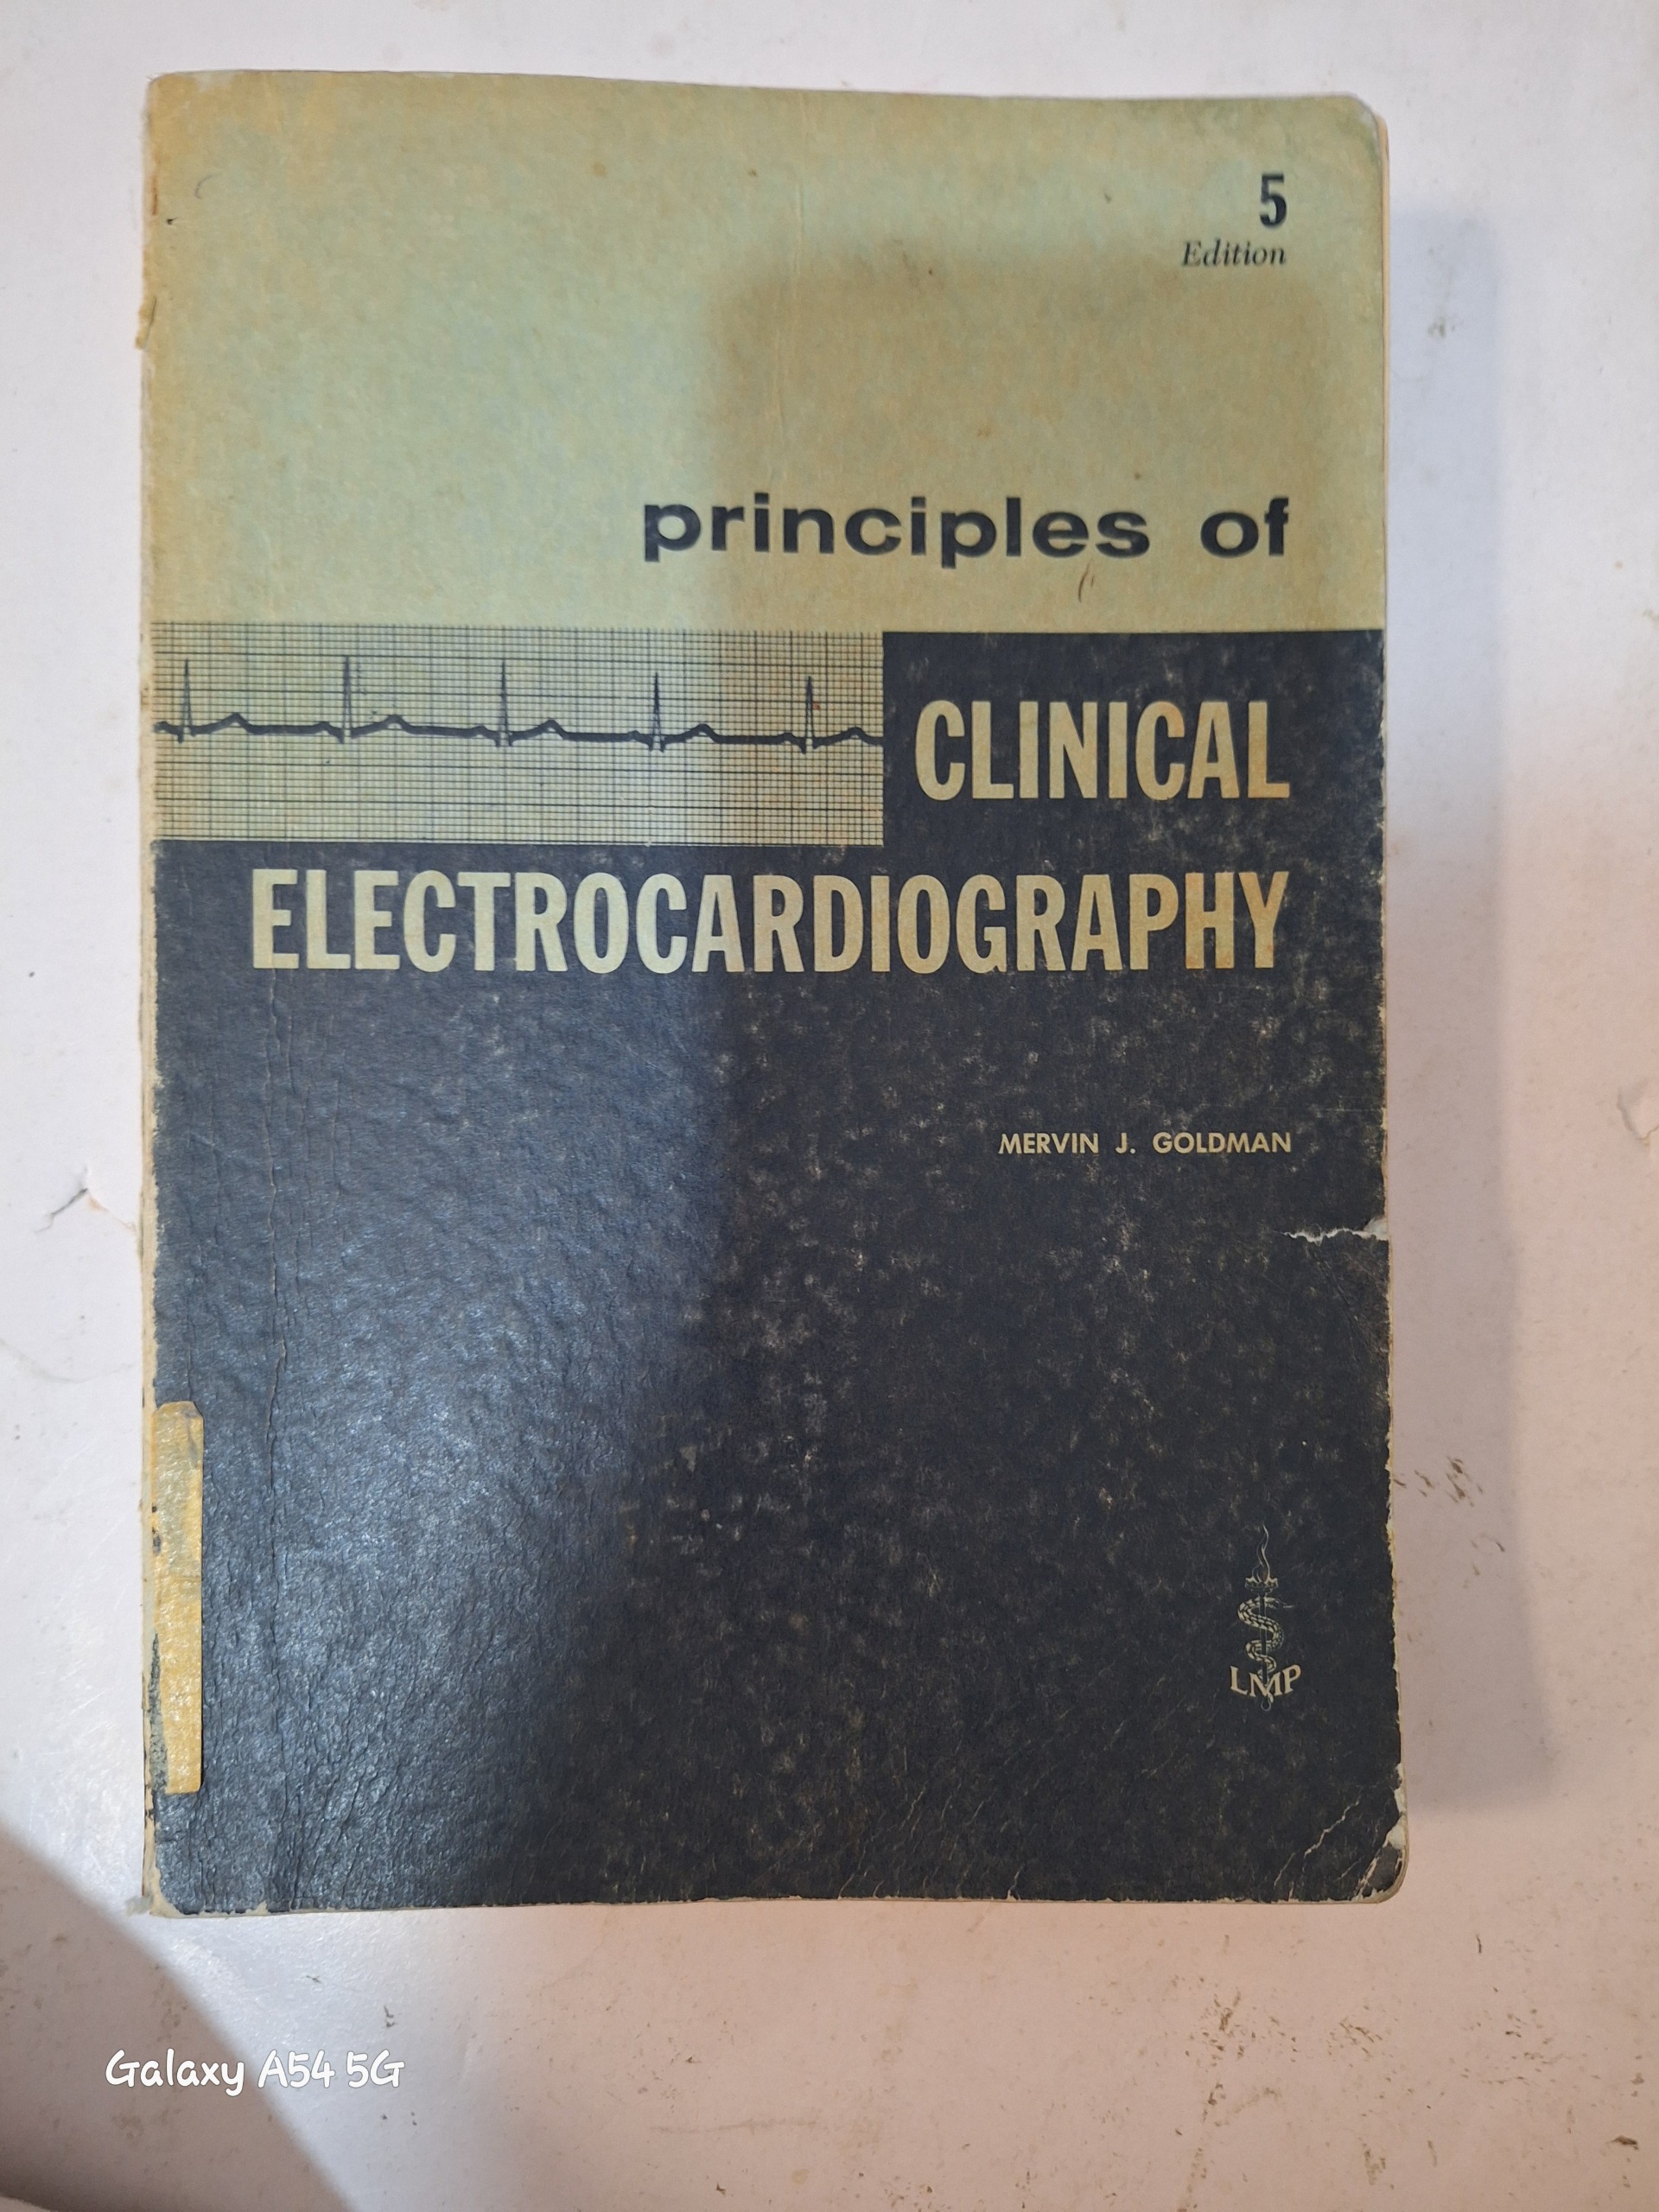 5
Edition
principles of
CLINICAL
ELECTROCARDIOGRAPHY
MERVIN J. GOLDMAN
LMP
Galaxy A54 5G